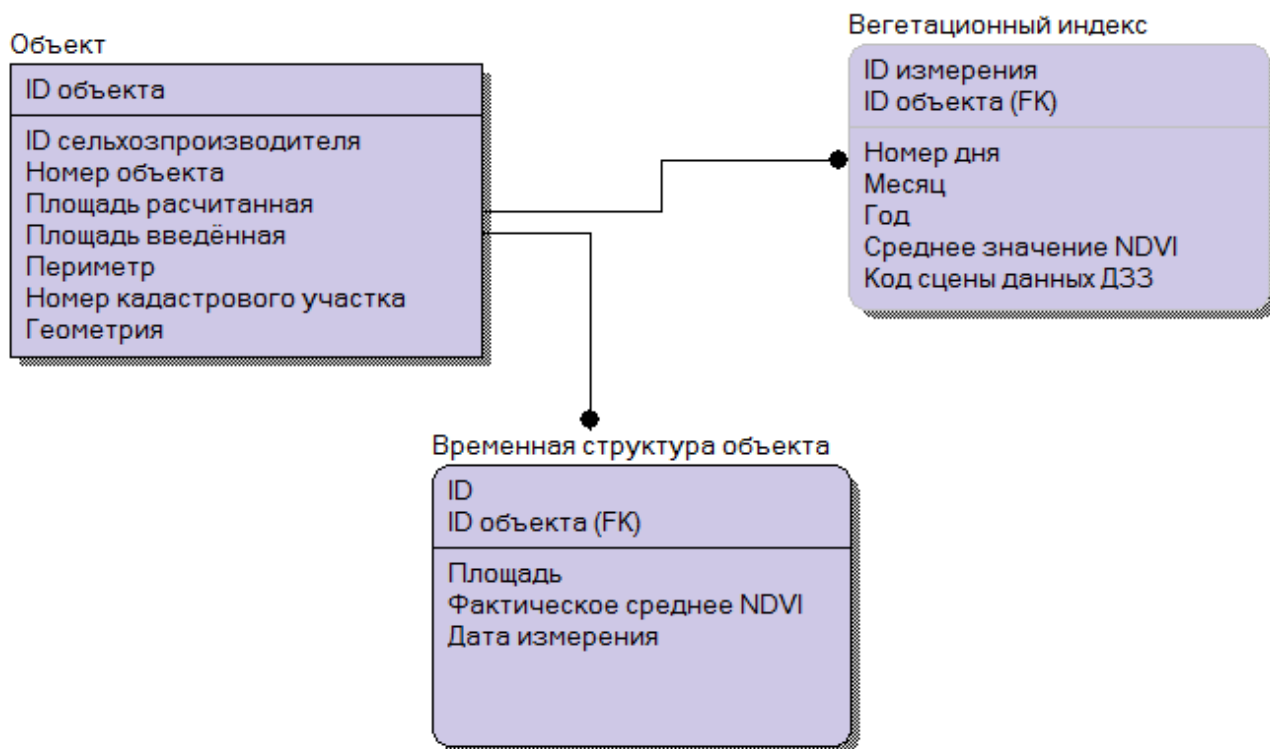 Объект
ID объекта
ID сельхозпроизводителя
Номер объекта
Площадь расчитанная
Площадь введённая
Периметр
Номер кадастрового участка
Геометрия
Вегетационный индекс
ID измерения
ID объекта (FK)
Номер дня
Месяц
Год
Среднее значение NDVI
Код сцены данных ДЗЗ
Временная структура объекта
ID
ID объекта (FK)
Площадь
Фактическое среднее NDVI
Дата измерения